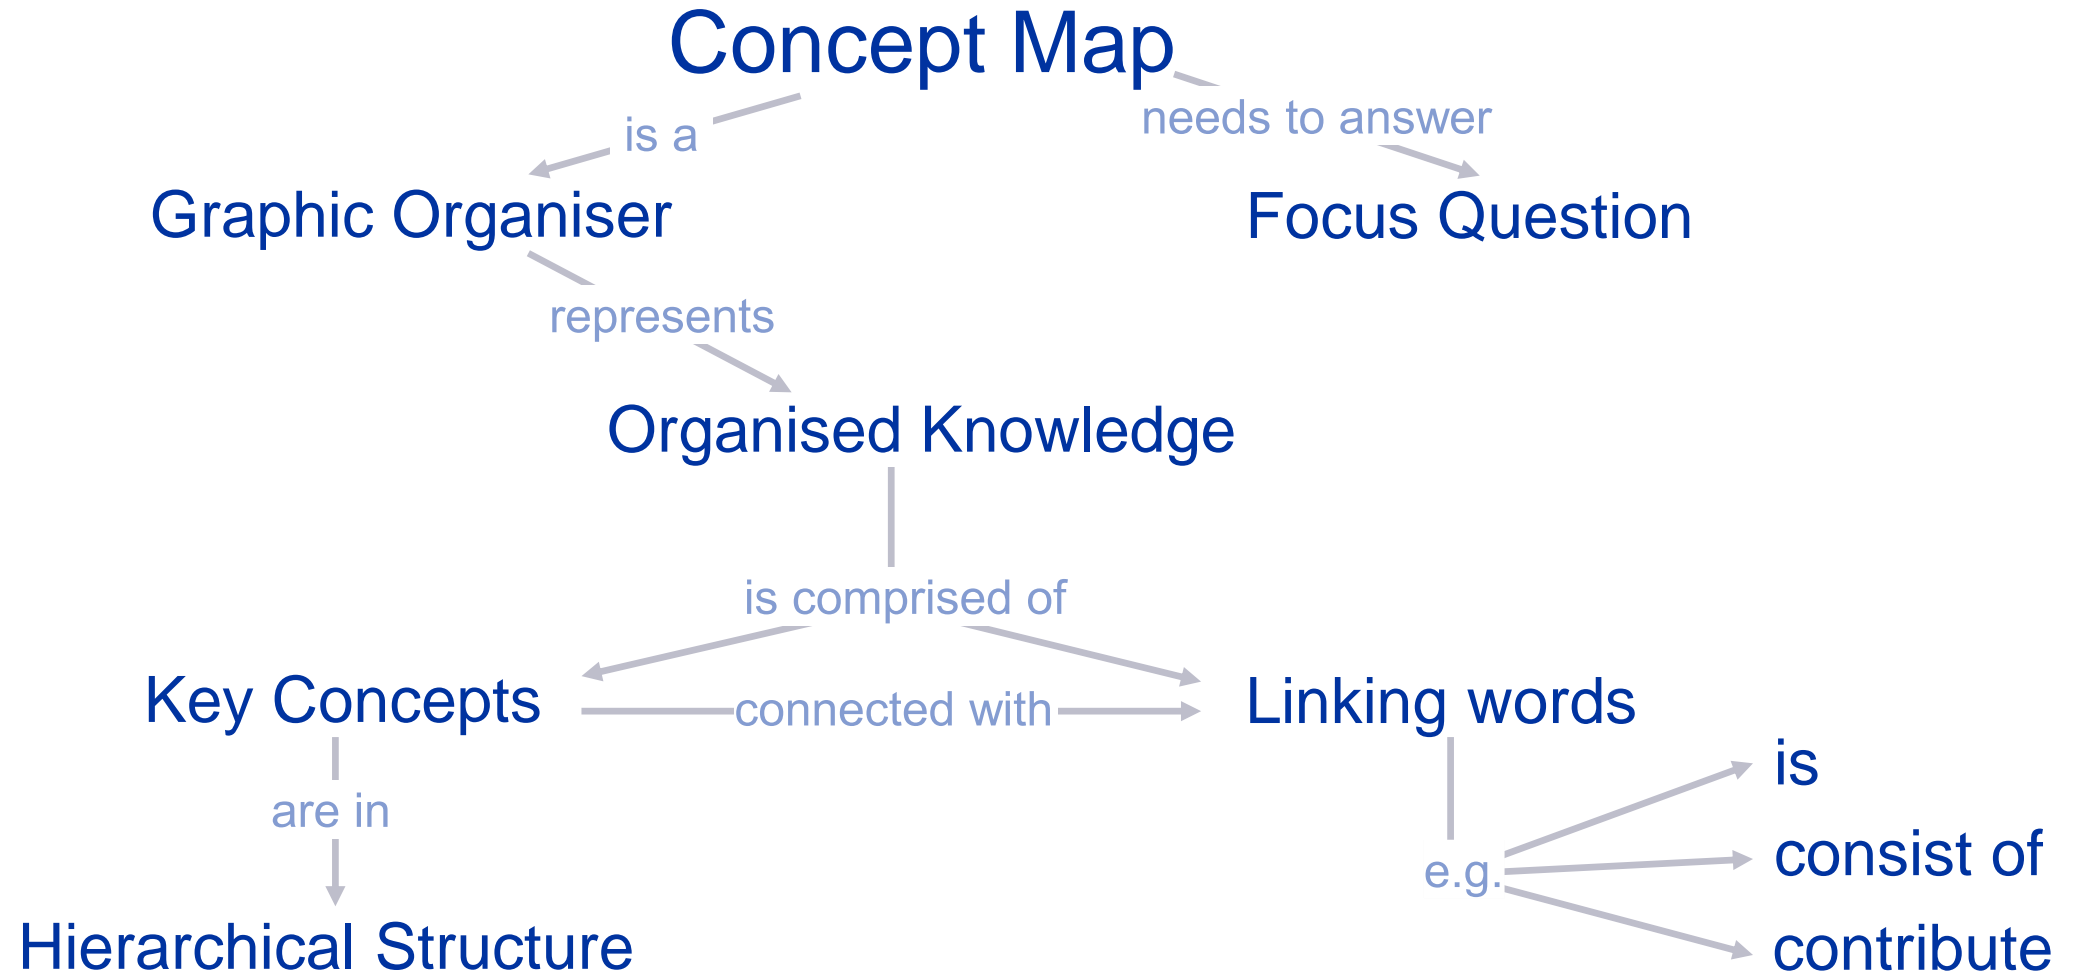 Concept Map
is a
needs to answer
Graphic Organiser
Focus Question
represents
Organised Knowledge
is comprised of
Key Concepts
connected with
Linking words
is
are in
consist of
e.g.
Hierarchical Structure
contribute